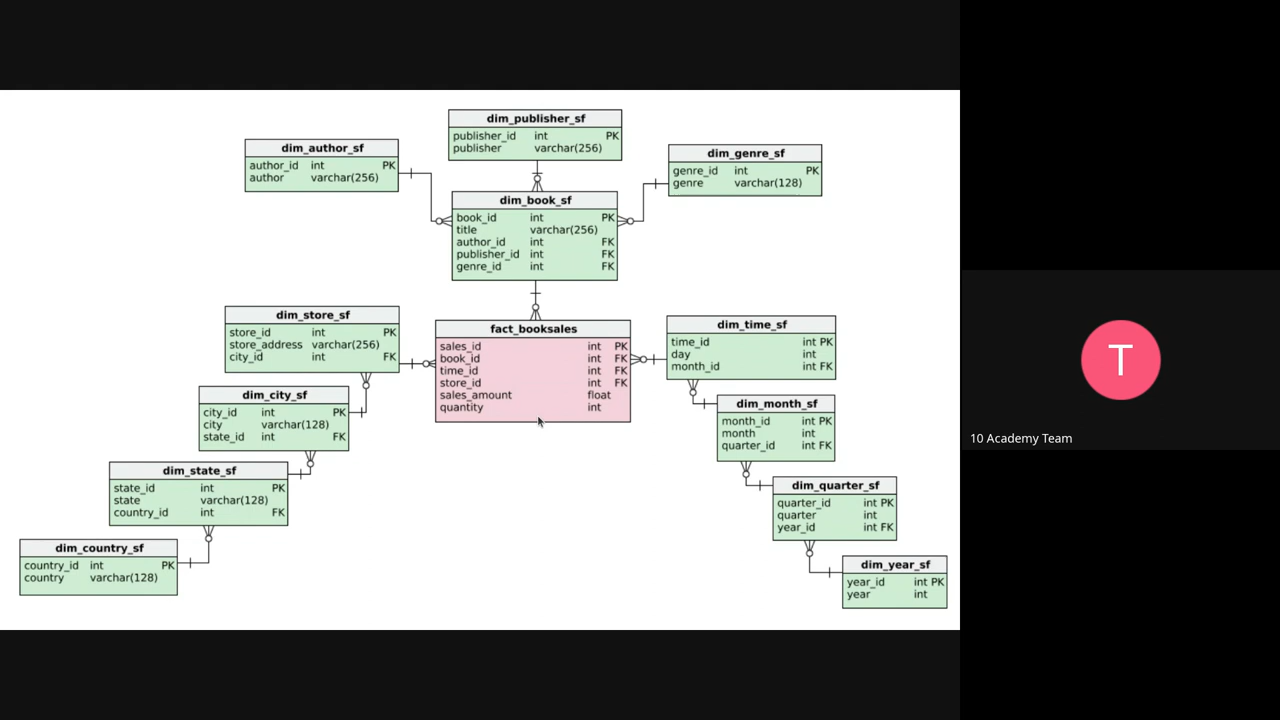 dim_publisher_sf
publisher_id int PK
publisher varchar(256)
dim_author_sf
author_id int PK
author varchar(256)
dim_genre_sf
genre_id int PK
genre varchar(128)
dim_book_sf
book_id int PK
title varchar(256)
author_id int FK
publisher_id int FK
genre_id int FK
dim_store_sf
store_id int PK
store_address varchar(256)
city_id int FK
fact_booksales
sales_id int PK
book_id int FK
time_id int FK
store_id int FK
sales_amount float
quantity int
dim_time_sf
time_id int PK
day int
month_id int FK
dim_city_sf
city_id int PK
city varchar(128)
state_id int FK
dim_month_sf
month_id int PK
month int
quarter_id int FK
dim_state_sf
state_id int PK
state varchar(128)
country_id int FK
dim_quarter_sf
quarter_id int PK
quarter int
year_id int FK
dim_country_sf
country_id int PK
country varchar(128)
dim_year_sf
year_id int PK
year int
T
10 Academy Team